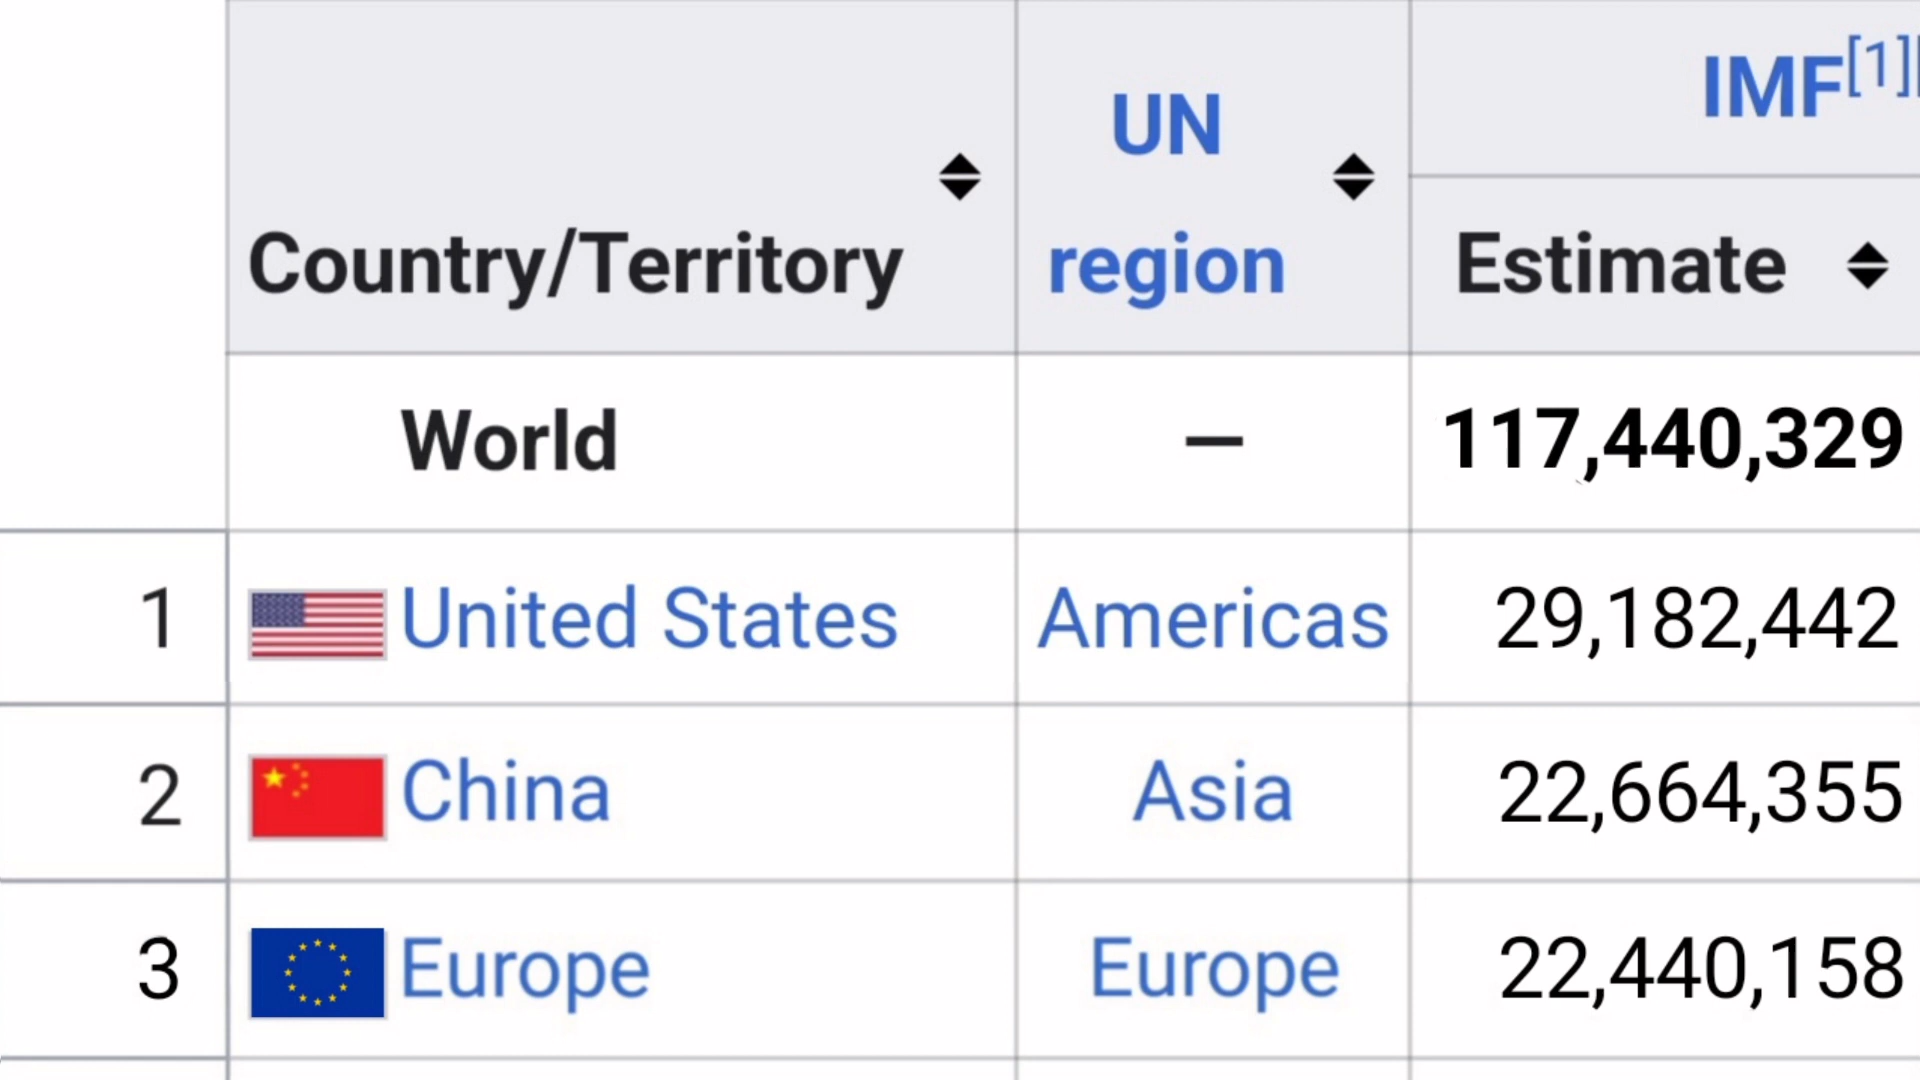 Country/Territory
UN
region
IMF[1][
Estimate
World — 117,440,329
1 United States Americas 29,182,442
2 China Asia 22,664,355
3 Europe Europe 22,440,158